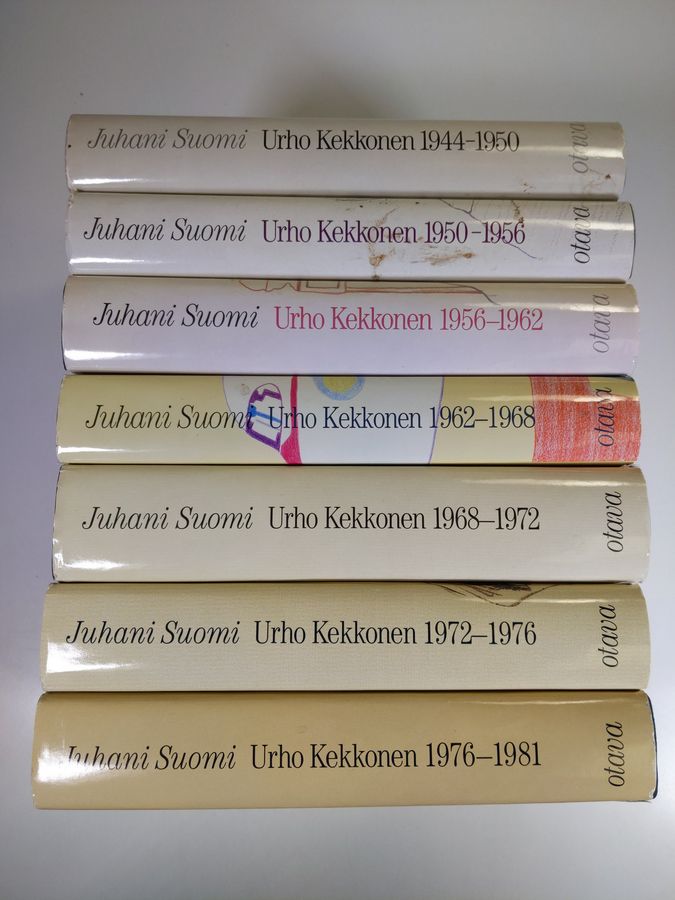 Juhani Suomi Urho Kekkonen 1944-1950 otava
Juhani Suomi Urho Kekkonen 1950-1956 otava
Juhani Suomi Urho Kekkonen 1956-1962 otava
Juhani Suomi Urho Kekkonen 1962-1968 otava
Juhani Suomi Urho Kekkonen 1968-1972 otava
Juhani Suomi Urho Kekkonen 1972-1976 otava
Juhani Suomi Urho Kekkonen 1976-1981 otava